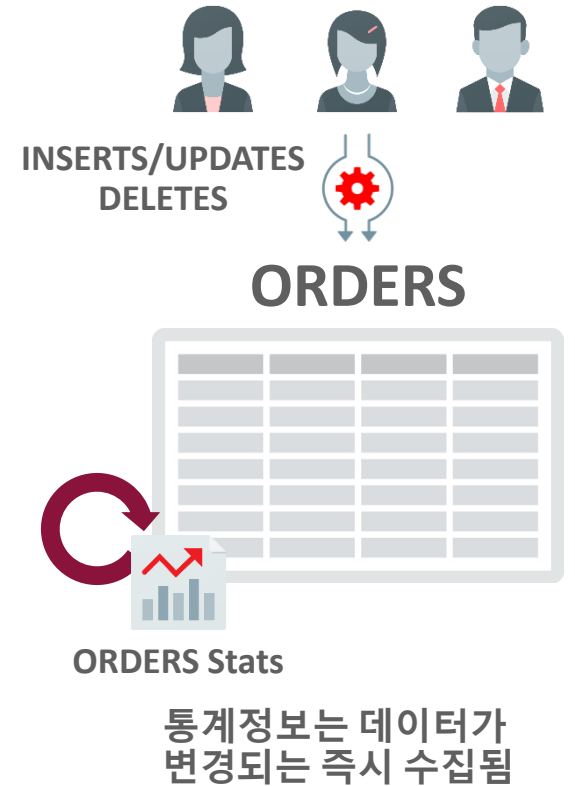 INSERTS/UPDATES
DELETES
ORDERS
ORDERS Stats
통계정보는 데이터가
변경되는 즉시 수집됨